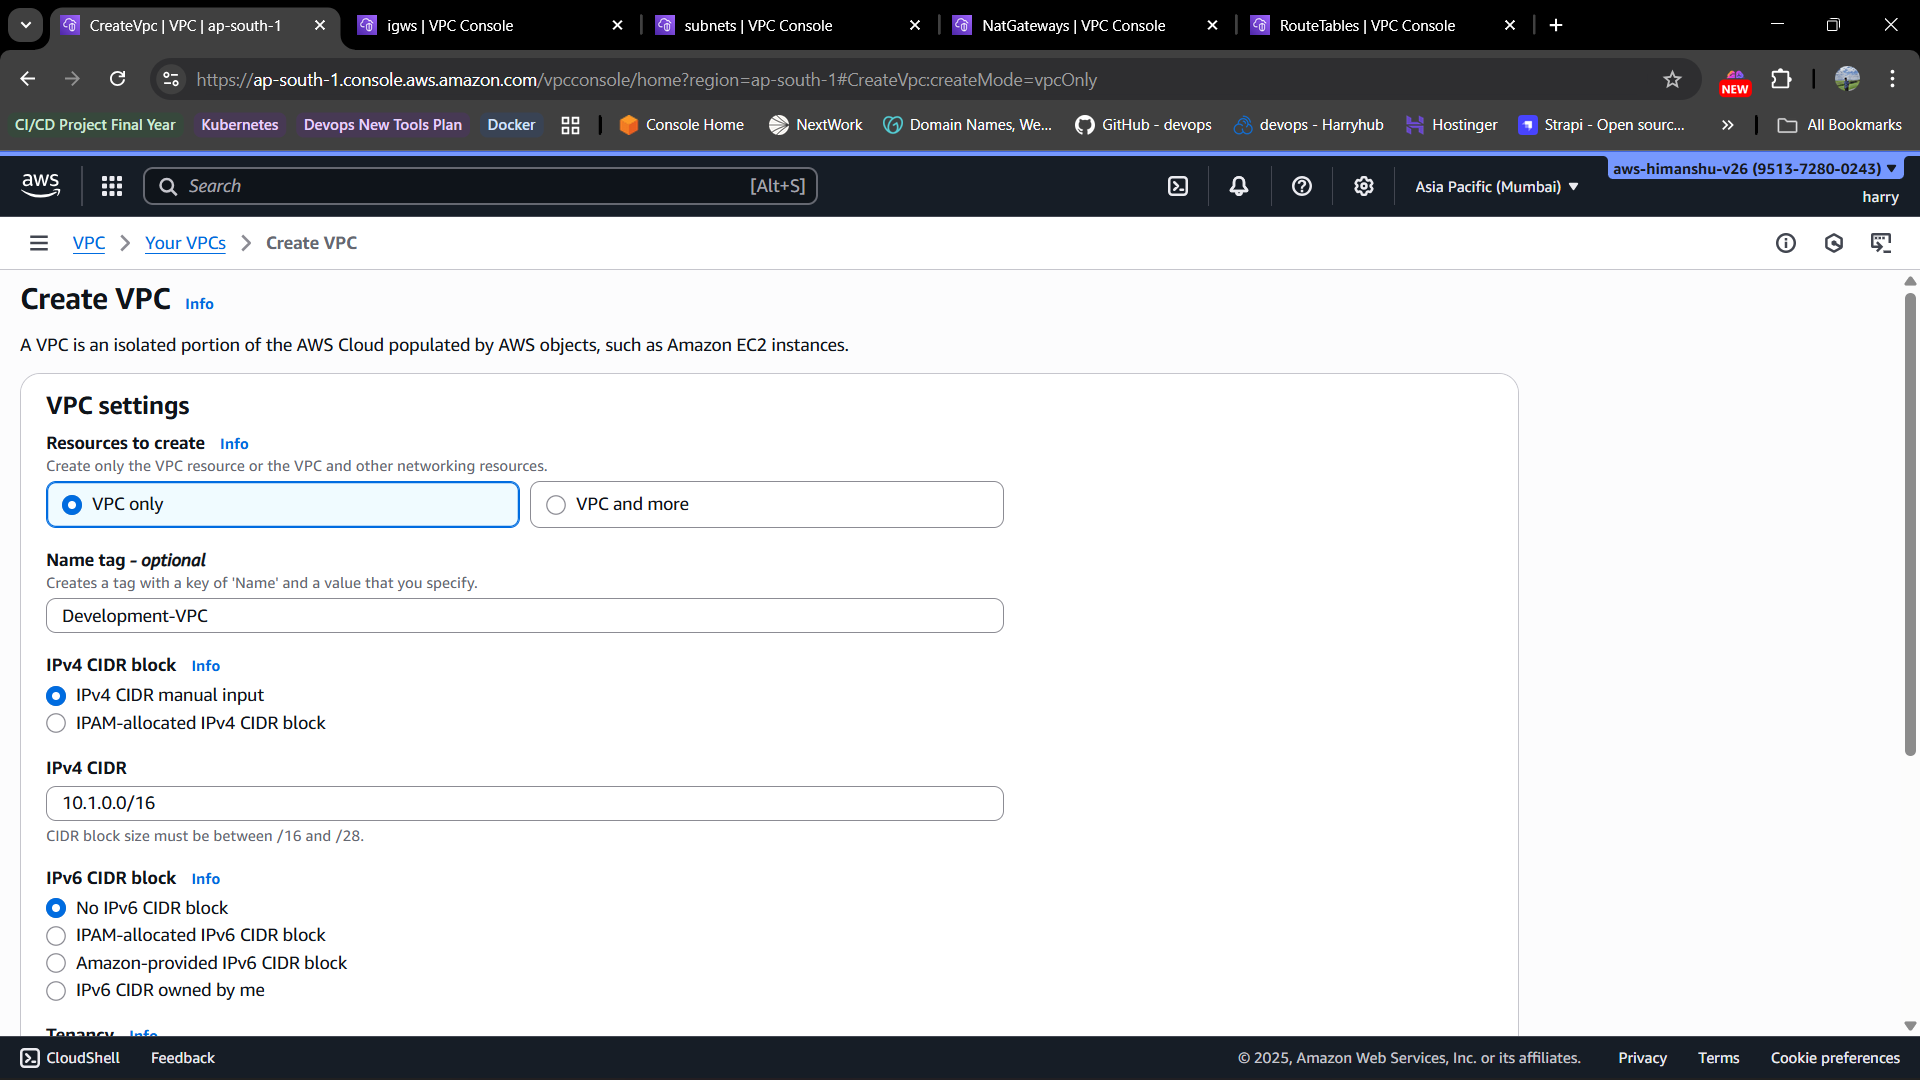 CreateVpc | VPC | ap-south-1
igws | VPC Console
subnets | VPC Console
NatGateways | VPC Console
RouteTables | VPC Console
https://ap-south-1.console.aws.amazon.com/vpcconsole/home?region=ap-south-1#CreateVpc:createMode=vpcOnly
NEW
CI/CD Project Final Year
Kubernetes
Devops New Tools Plan
Docker
Console Home
NextWork
Domain Names, We...
GitHub - devops
devops - Harryhub
Hostinger
Strapi - Open sourc...
All Bookmarks
aws
Search
[Alt+S]
Asia Pacific (Mumbai)
aws-himanshu-v26 (9513-7280-0243)
harry
VPC
Your VPCs
Create VPC
Create VPC Info
A VPC is an isolated portion of the AWS Cloud populated by AWS objects, such as Amazon EC2 instances.
VPC settings
Resources to create Info
Create only the VPC resource or the VPC and other networking resources.
VPC only
VPC and more
Name tag - optional
Creates a tag with a key of 'Name' and a value that you specify.
Development-VPC
IPv4 CIDR block Info
IPv4 CIDR manual input
IPAM-allocated IPv4 CIDR block
IPv4 CIDR
10.1.0.0/16
CIDR block size must be between /16 and /28.
IPv6 CIDR block Info
No IPv6 CIDR block
IPAM-allocated IPv6 CIDR block
Amazon-provided IPv6 CIDR block
IPv6 CIDR owned by me
Tenancy Info
CloudShell
Feedback
© 2025, Amazon Web Services, Inc. or its affiliates.
Privacy
Terms
Cookie preferences